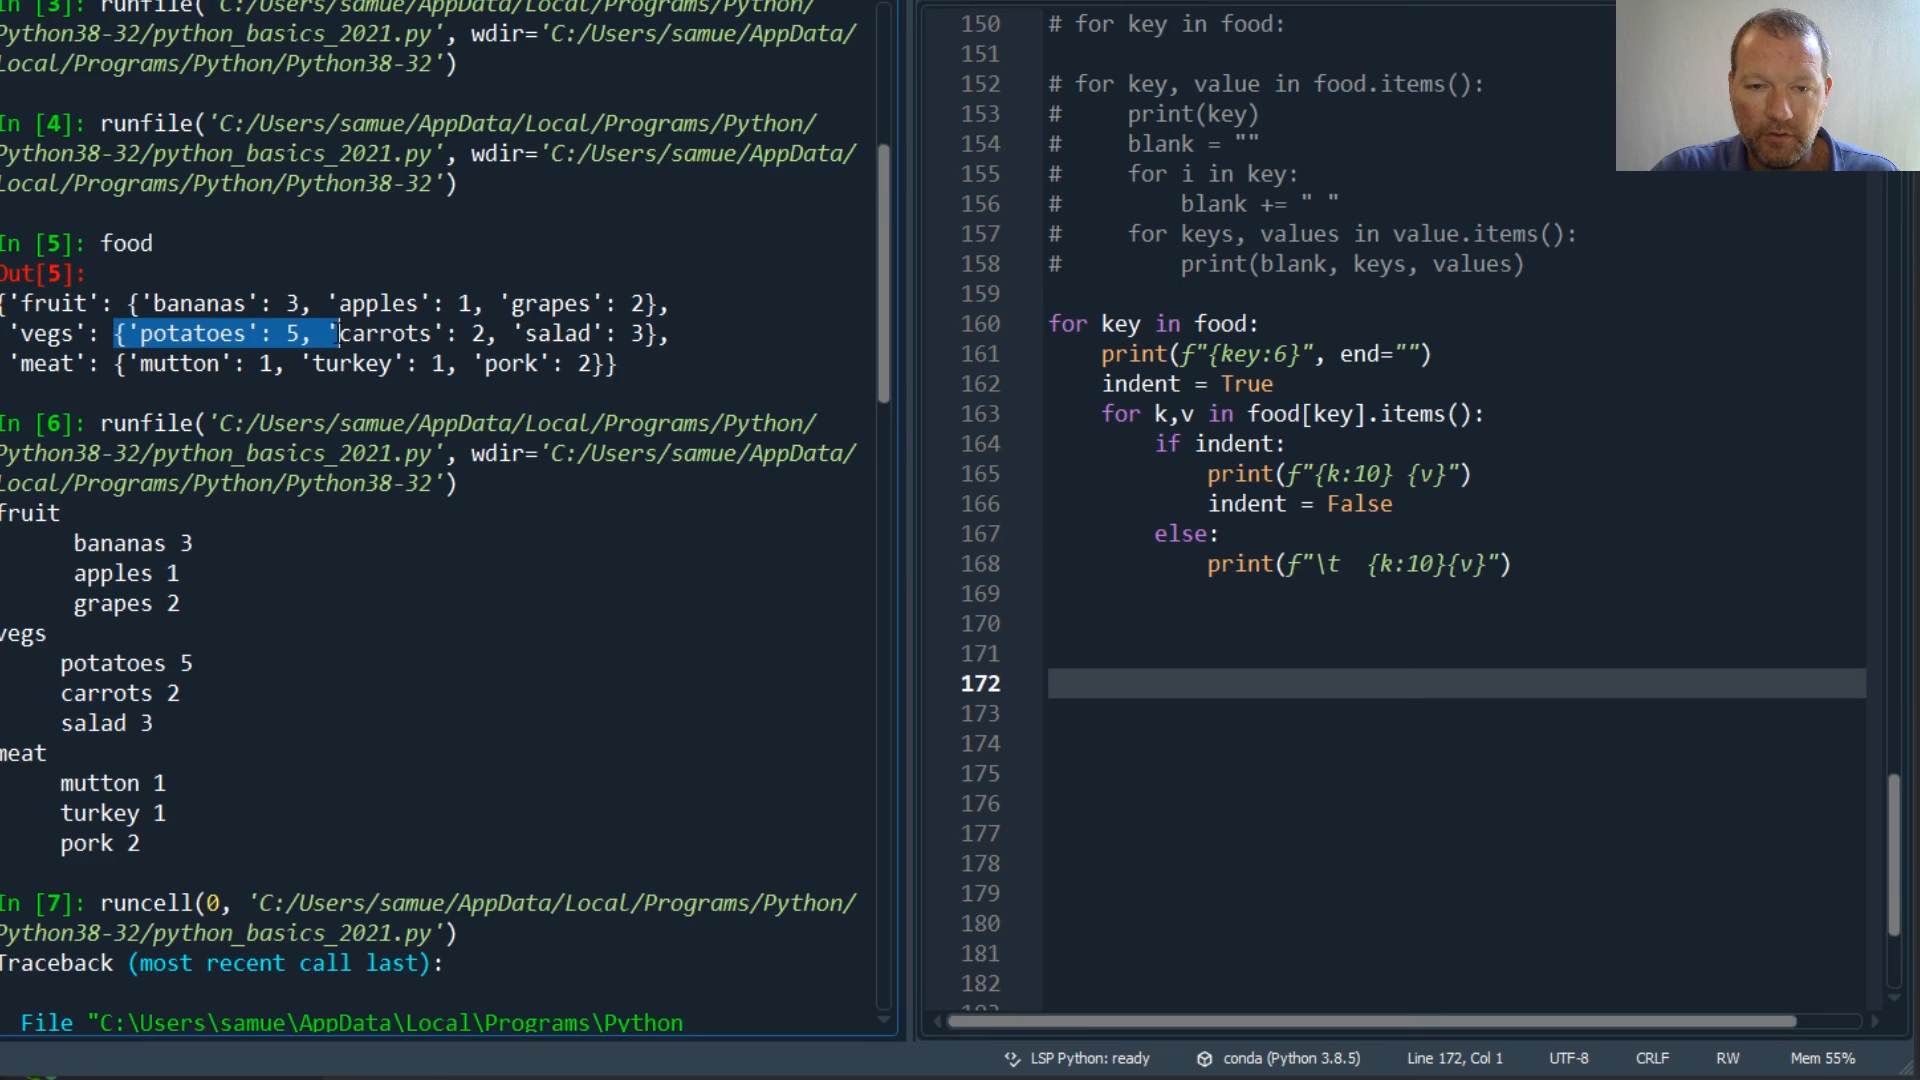 In [3]: runfile('C:/Users/samue/AppData/Local/Programs/Python/
Python38-32/python_basics_2021.py', wdir='C:/Users/samue/AppData/
Local/Programs/Python/Python38-32')
In [4]: runfile('C:/Users/samue/AppData/Local/Programs/Python/
Python38-32/python_basics_2021.py', wdir='C:/Users/samue/AppData/
Local/Programs/Python/Python38-32')
In [5]: food
Out[5]:
{'fruit': {'bananas': 3, 'apples': 1, 'grapes': 2},
'vegs': {'potatoes': 5, 'carrots': 2, 'salad': 3},
'meat': {'mutton': 1, 'turkey': 1, 'pork': 2}}
In [6]: runfile('C:/Users/samue/AppData/Local/Programs/Python/
Python38-32/python_basics_2021.py', wdir='C:/Users/samue/AppData/
Local/Programs/Python/Python38-32')
fruit
bananas 3
apples 1
grapes 2
vegs
potatoes 5
carrots 2
salad 3
meat
mutton 1
turkey 1
pork 2
In [7]: runcell(0, 'C:/Users/samue/AppData/Local/Programs/Python/
Python38-32/python_basics_2021.py')
Traceback (most recent call last):
File "C:\Users\samue\AppData\Local\Programs\Python
150 # for key in food:
151
152 # for key, value in food.items():
153 #     print(key)
154 #     blank = ""
155 #     for i in key:
156 #         blank += " "
157 #     for keys, values in value.items():
158 #         print(blank, keys, values)
159
160 for key in food:
161     print(f"{key:6}", end="")
162     indent = True
163     for k,v in food[key].items():
164         if indent:
165             print(f"{k:10} {v}")
166             indent = False
167         else:
168             print(f"\t  {k:10}{v}")
169
170
171
172
173
174
175
176
177
178
179
180
181
182
LSP Python: ready conda (Python 3.8.5) Line 172, Col 1 UTF-8 CRLF RW Mem 55%